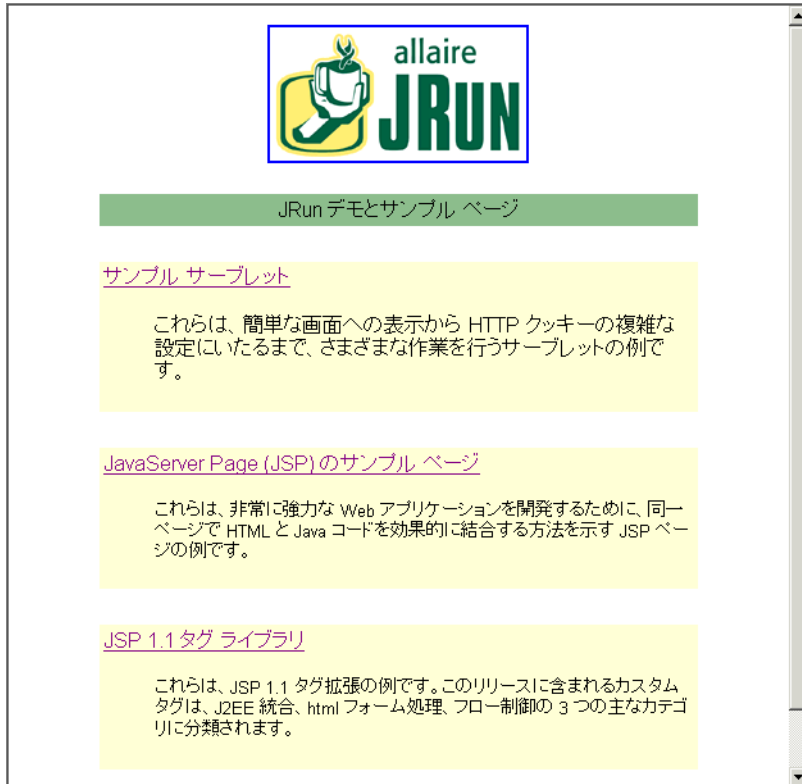 allaire
JRUN
JRun デモとサンプル ページ
サンプル サーブレット
これらは、簡単な画面への表示から HTTP クッキーの複雑な
設定にいたるまで、さまざまな作業を行うサーブレットの例で
す。
JavaServer Page (JSP) のサンプル ページ
これらは、非常に強力な Web アプリケーションを開発するために、同一
ページで HTML と Java コードを効果的に結合する方法を示す JSP ペー
ジの例です。
JSP 1.1 タグ ライブラリ
これらは、JSP 1.1 タグ拡張の例です。このリリースに含まれるカスタム
タグは、J2EE 統合、html フォーム処理、フロー制御の 3 つの主なカテゴ
リに分類されます。